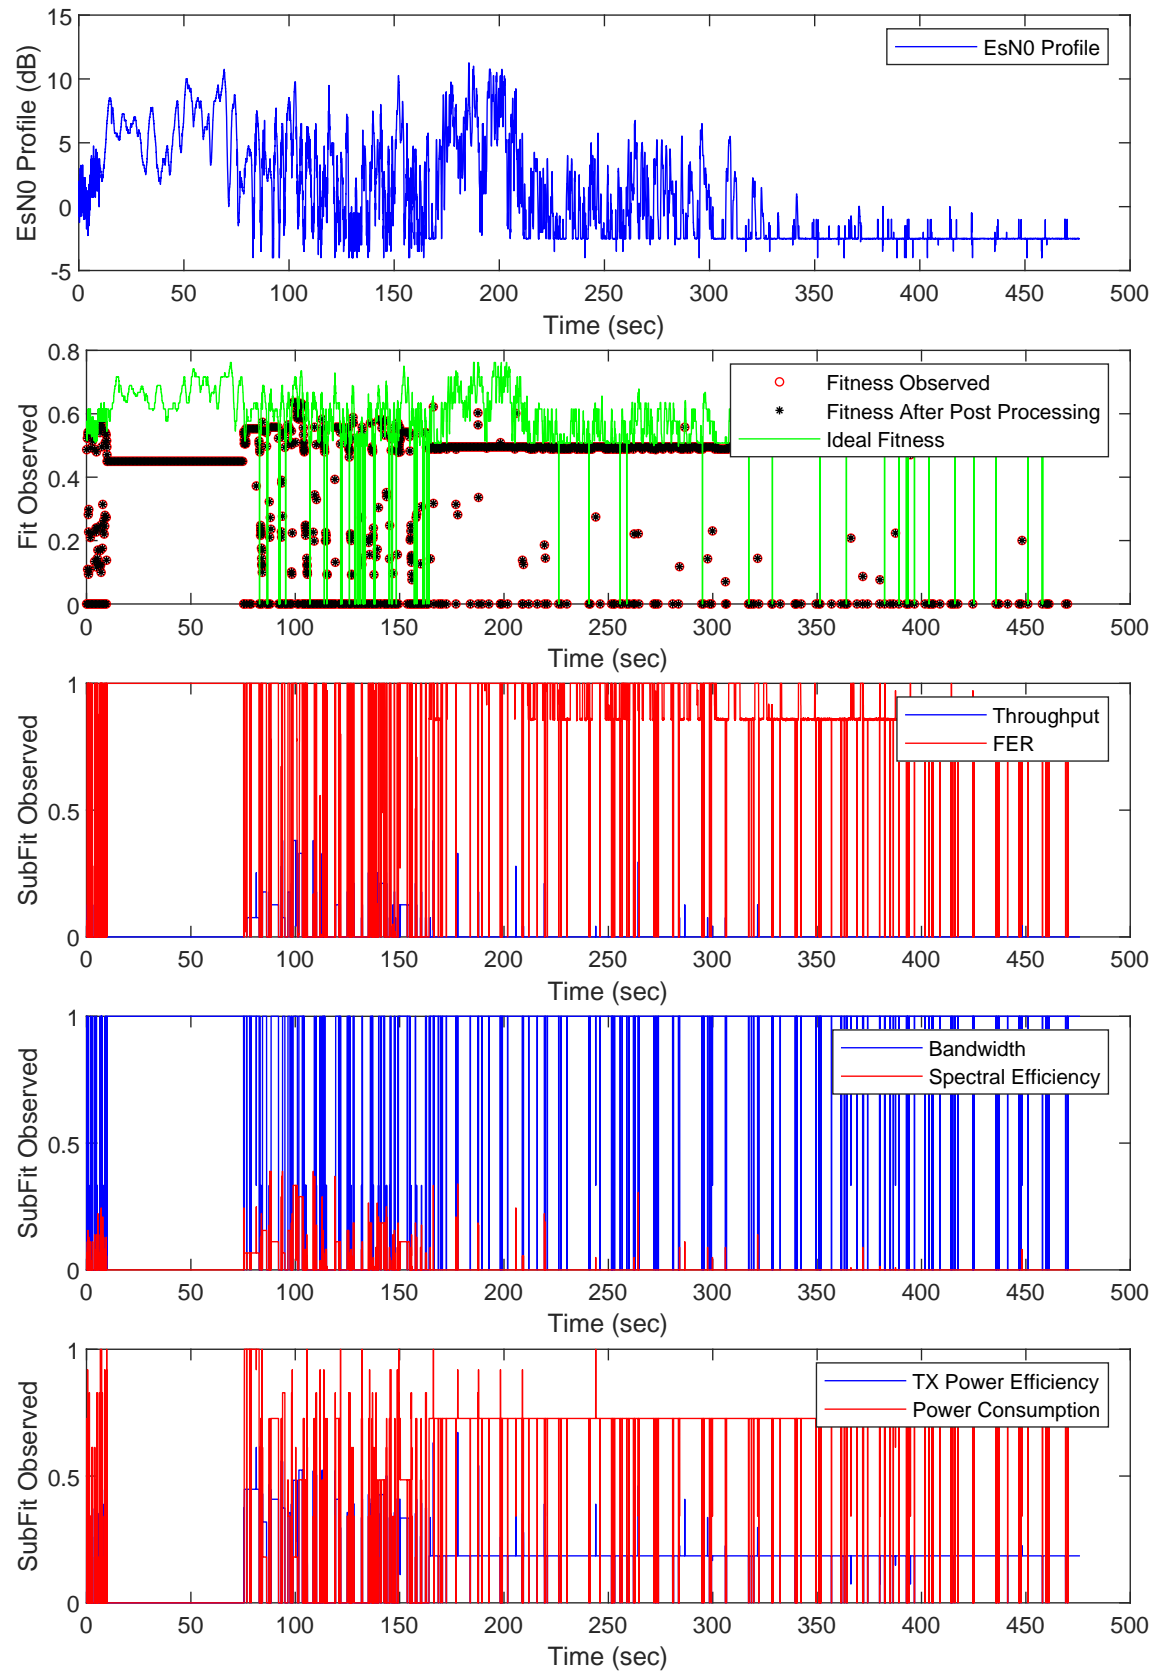 15
10
5
0
-5
EsN0 Profile (dB)
EsN0 Profile
0 50 100 150 200 250 300 350 400 450 500
Time (sec)
0.8
0.6
0.4
0.2
0
Fit Observed
Fitness Observed
Fitness After Post Processing
Ideal Fitness
0 50 100 150 200 250 300 350 400 450 500
Time (sec)
1
0.5
0
SubFit Observed
Throughput
FER
0 50 100 150 200 250 300 350 400 450 500
Time (sec)
1
0.5
0
SubFit Observed
Bandwidth
Spectral Efficiency
0 50 100 150 200 250 300 350 400 450 500
Time (sec)
1
0.5
0
SubFit Observed
TX Power Efficiency
Power Consumption
0 50 100 150 200 250 300 350 400 450 500
Time (sec)